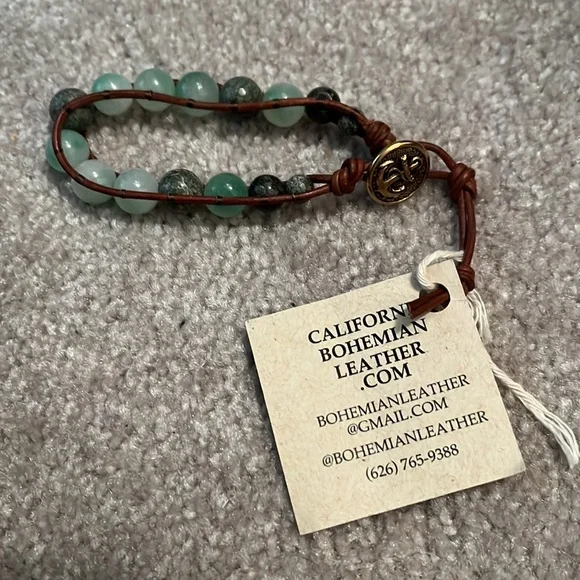 CALIFORNI
BOHEMIAN
LEATHER
.COM
BOHEMIANLEATHER
@GMAIL.COM
@BOHEMIANLEATHER
(626) 765-9388